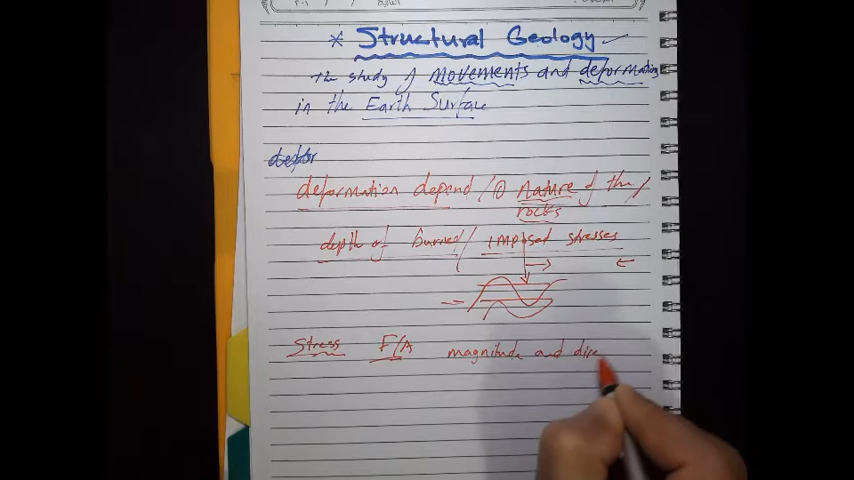 * Structural Geology
the study of movements and deformation
in the Earth Surface
deformation depend / ① nature of the /
rocks
depth of burried / imposed stresses
Stress F/A magnitude and dire